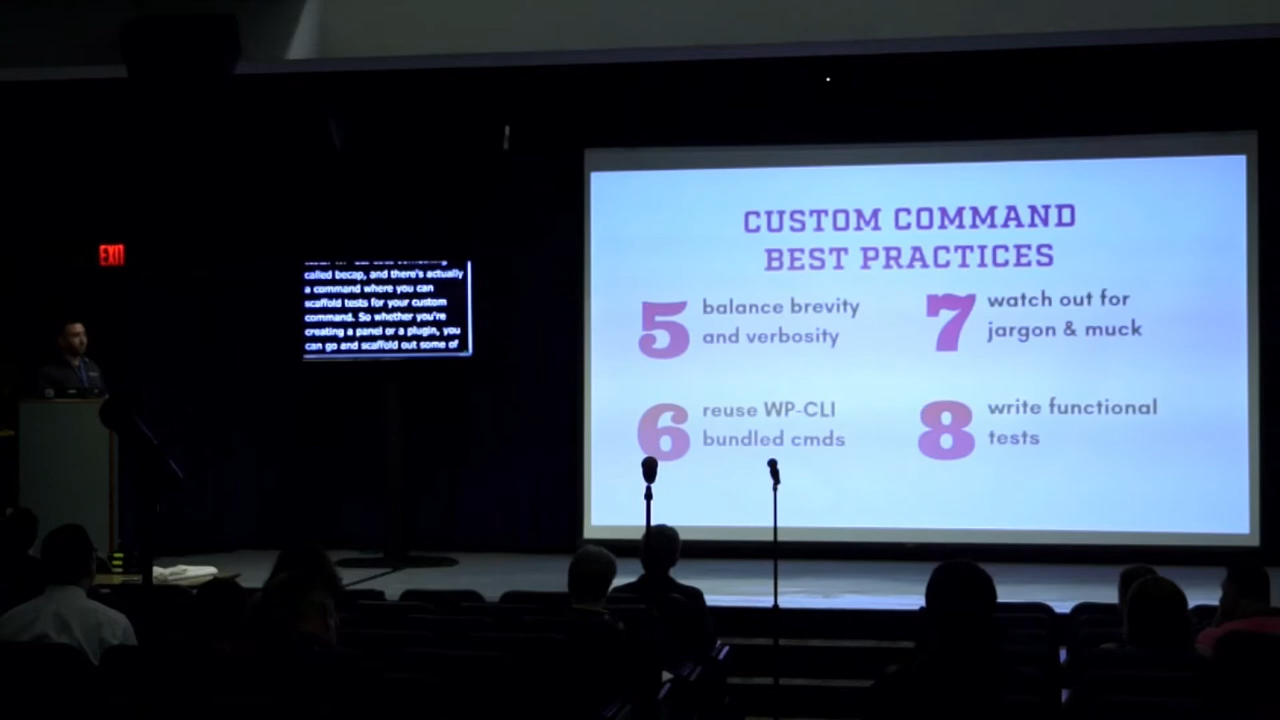 EXIT
called becap, and there's actually
a command where you can
scaffold tests for your custom
command. So whether you're
creating a panel or a plugin, you
can go and scaffold out some of
CUSTOM COMMAND
BEST PRACTICES
5 balance brevity
and verbosity
6 reuse WP-CLI
bundled cmds
7 watch out for
jargon & muck
8 write functional
tests